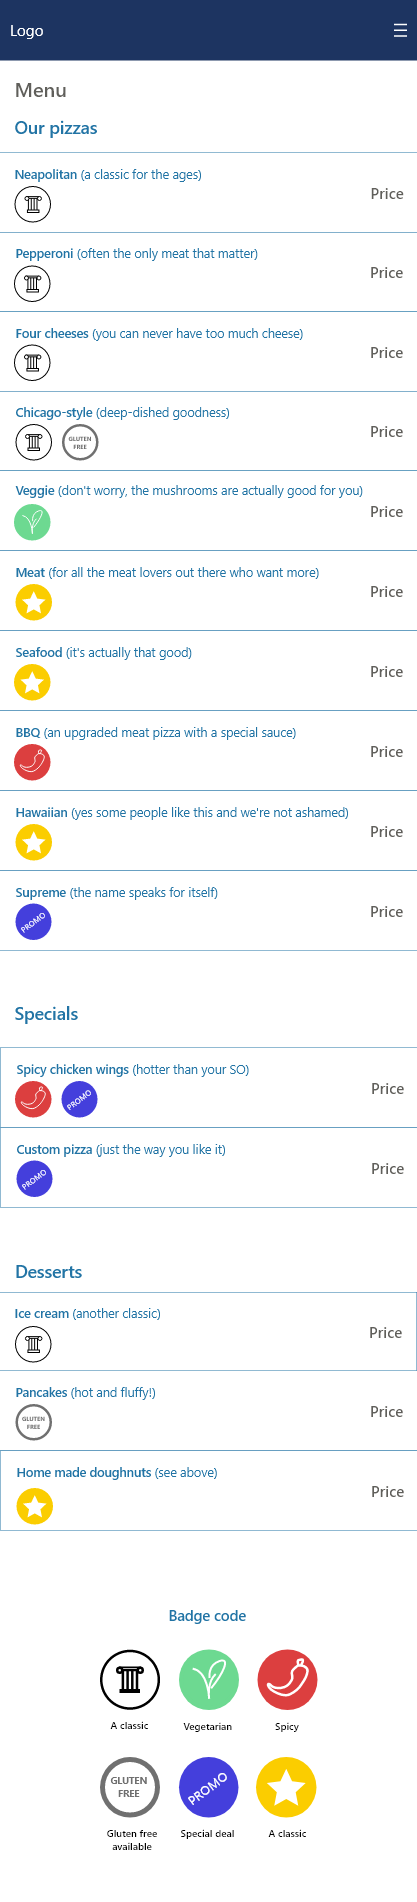 Logo
Menu
Our pizzas
Neapolitan (a classic for the ages)
Price
Pepperoni (often the only meat that matter)
Price
Four cheeses (you can never have too much cheese)
Price
Chicago-style (deep-dished goodness)
GLUTEN
FREE
Price
Veggie (don't worry, the mushrooms are actually good for you)
Price
Meat (for all the meat lovers out there who want more)
Price
Seafood (it's actually that good)
Price
BBQ (an upgraded meat pizza with a special sauce)
Price
Hawaiian (yes some people like this and we're not ashamed)
Price
Supreme (the name speaks for itself)
PROMO
Price
Specials
Spicy chicken wings (hotter than your SO)
PROMO
Price
Custom pizza (just the way you like it)
PROMO
Price
Desserts
Ice cream (another classic)
Price
Pancakes (hot and fluffy!)
GLUTEN
FREE
Price
Home made doughnuts (see above)
Price
Badge code
A classic
Vegetarian
Spicy
GLUTEN
FREE
PROMO
Gluten free
available
Special deal
A classic